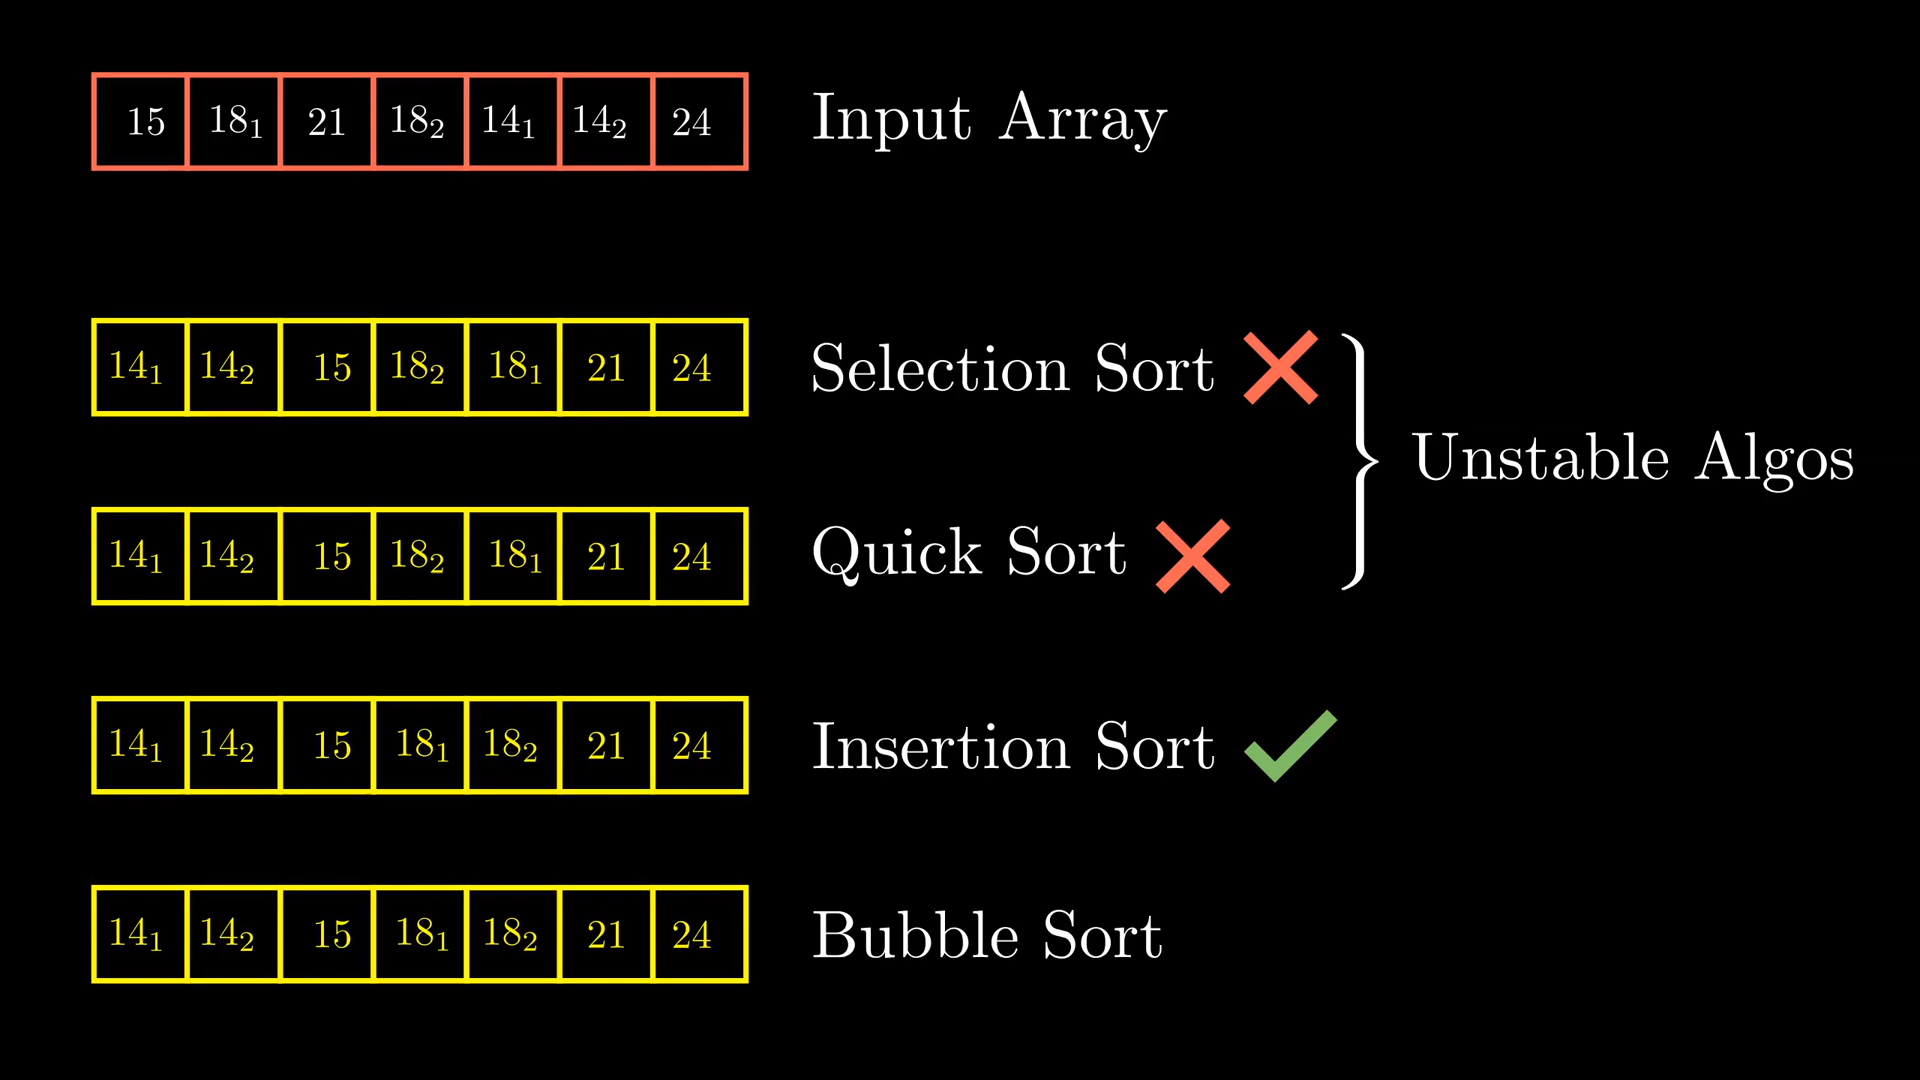 15 18₁ 21 18₂ 14₁ 14₂ 24 Input Array
14₁ 14₂ 15 18₂ 18₁ 21 24 Selection Sort
Unstable Algos
14₁ 14₂ 15 18₂ 18₁ 21 24 Quick Sort
14₁ 14₂ 15 18₁ 18₂ 21 24 Insertion Sort
14₁ 14₂ 15 18₁ 18₂ 21 24 Bubble Sort